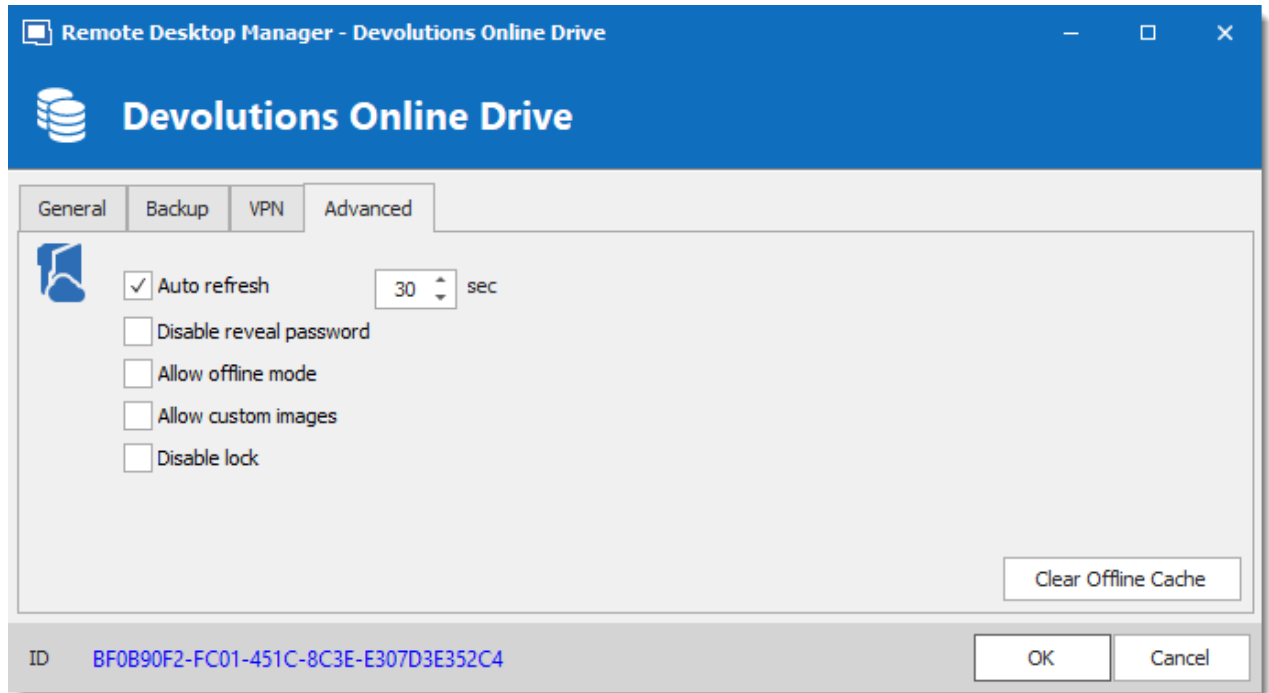 Remote Desktop Manager - Devolutions Online Drive
Devolutions Online Drive
General Backup VPN Advanced
Auto refresh 30 sec
Disable reveal password
Allow offline mode
Allow custom images
Disable lock
Clear Offline Cache
ID BF0B90F2-FC01-451C-8C3E-E307D3E352C4 OK Cancel